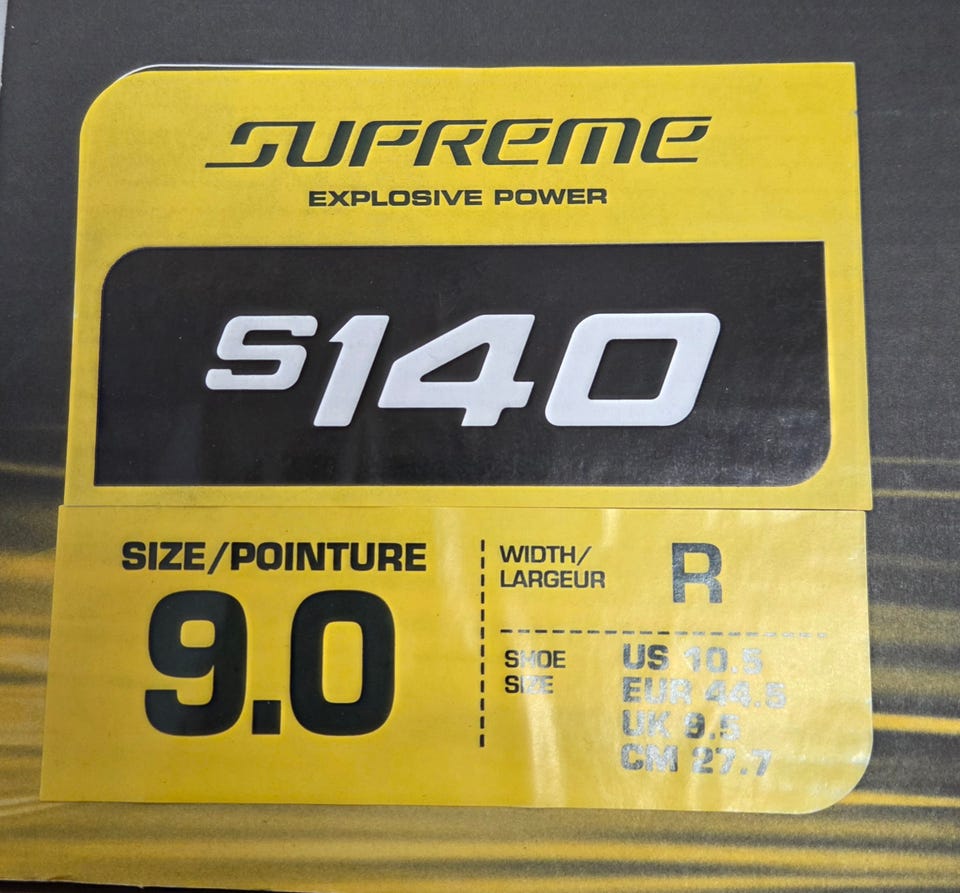 SUPREME
EXPLOSIVE POWER
S140
SIZE/POINTURE
9.0
WIDTH/
LARGEUR
R
SHOE
SIZE
US 10.5
EUR 44.5
UK 9.5
CM 27.7